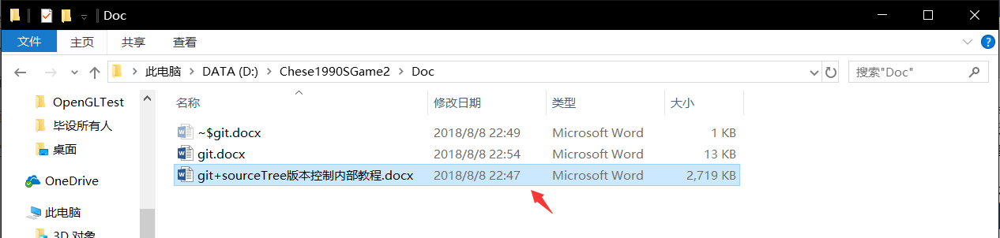 Doc
文件 主页 共享 查看
此电脑 DATA (D:) Chese1990SGame2 Doc 搜索"Doc"
OpenGLTest
毕设所有人
桌面
OneDrive
此电脑
3D 对象
名称 修改日期 类型 大小
~$git.docx 2018/8/8 22:49 Microsoft Word 1 KB
git.docx 2018/8/8 22:54 Microsoft Word 13 KB
git+sourceTree版本控制内部教程.docx 2018/8/8 22:47 Microsoft Word 2,719 KB